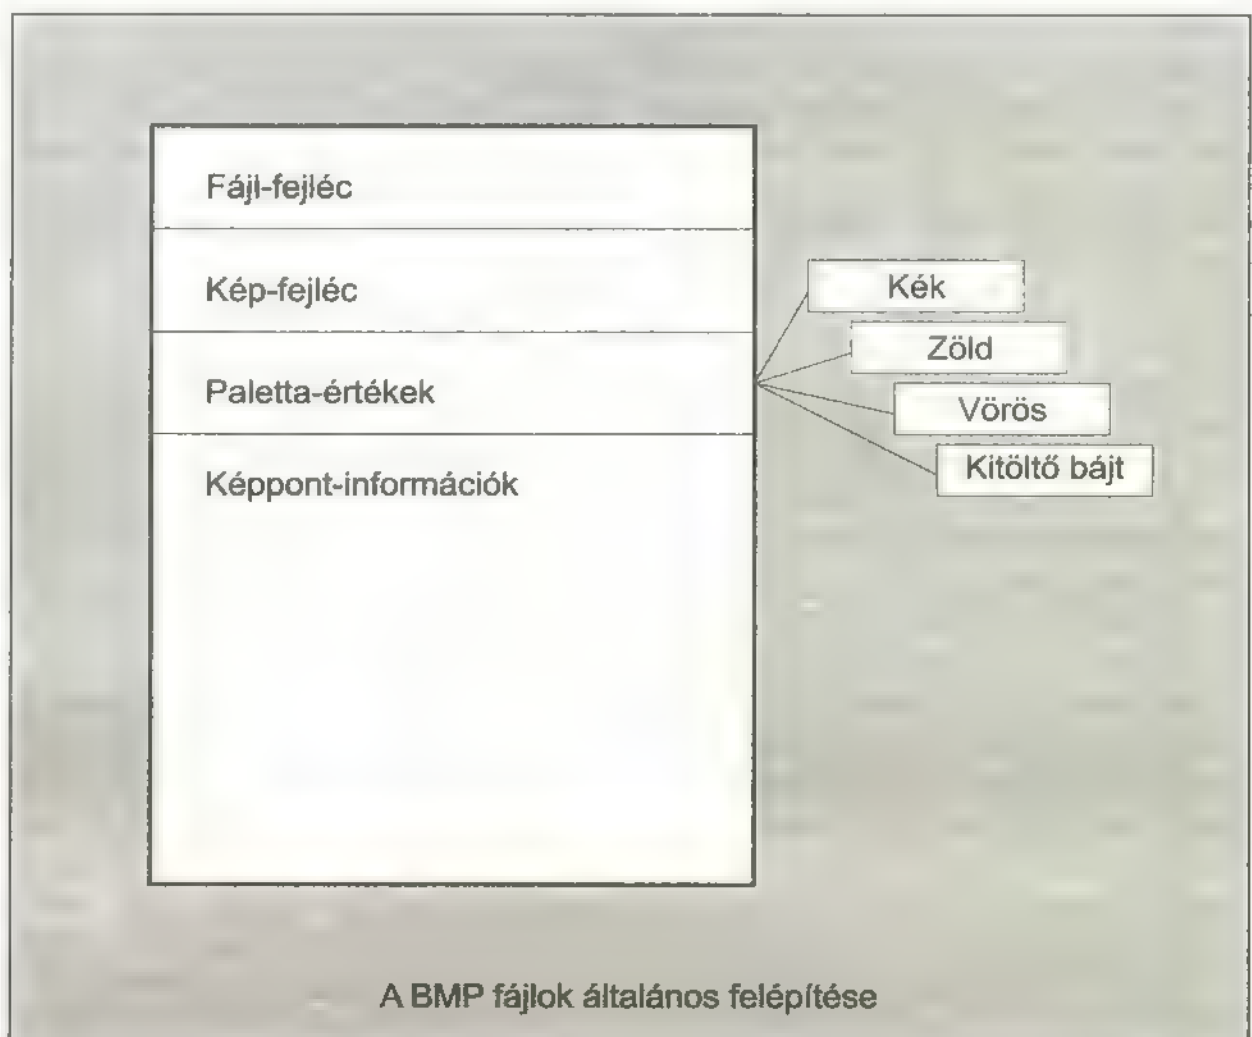 Fájl-fejléc
Kép-fejléc
Paletta-értékek
Képpont-információk
Kék
Zöld
Vörös
Kitöltő bájt
A BMP fájlok általános felépítése